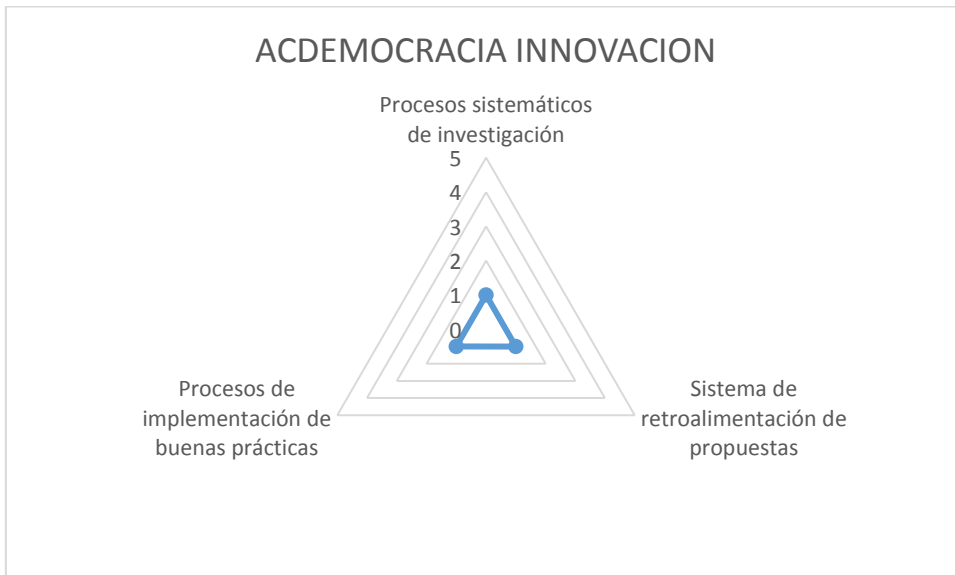 ACDEMOCRACIA INNOVACION
Procesos sistemáticos
de investigación
5
4
3
2
1
0
Procesos de
implementación de
buenas prácticas
Sistema de
retroalimentación de
propuestas